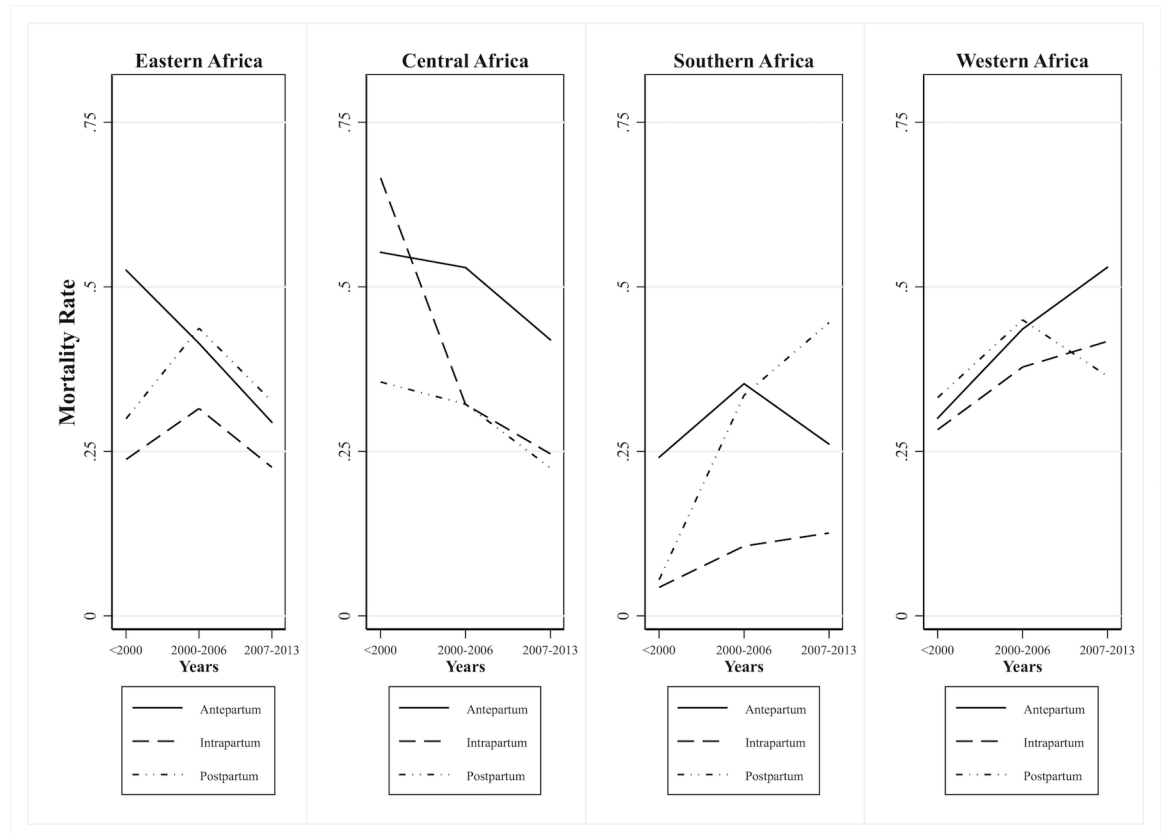 Eastern Africa
Central Africa
Southern Africa
Western Africa
Mortality Rate
.75
.5
.25
0
<2000
2000-2006
2007-2013
Years
Antepartum
Intrapartum
Postpartum
.75
.5
.25
0
<2000
2000-2006
2007-2013
Years
Antepartum
Intrapartum
Postpartum
.75
.5
.25
0
<2000
2000-2006
2007-2013
Years
Antepartum
Intrapartum
Postpartum
.75
.5
.25
0
<2000
2000-2006
2007-2013
Years
Antepartum
Intrapartum
Postpartum